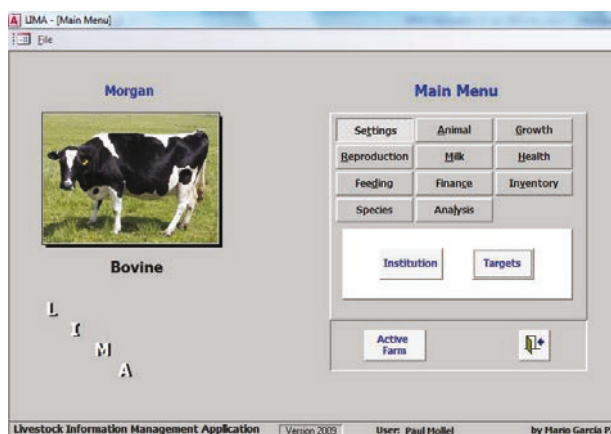 LIMA - [Main Menu]
File
Morgan
Main Menu
Settings Animal Growth
Reproduction Milk Health
Feeding Finance Inventory
Species Analysis
Institution Targets
Bovine
L
I
M
A
Active
Farm
Livestock Information Management Application Version 2009 User: Paul Mollel by Mario Garcia P.